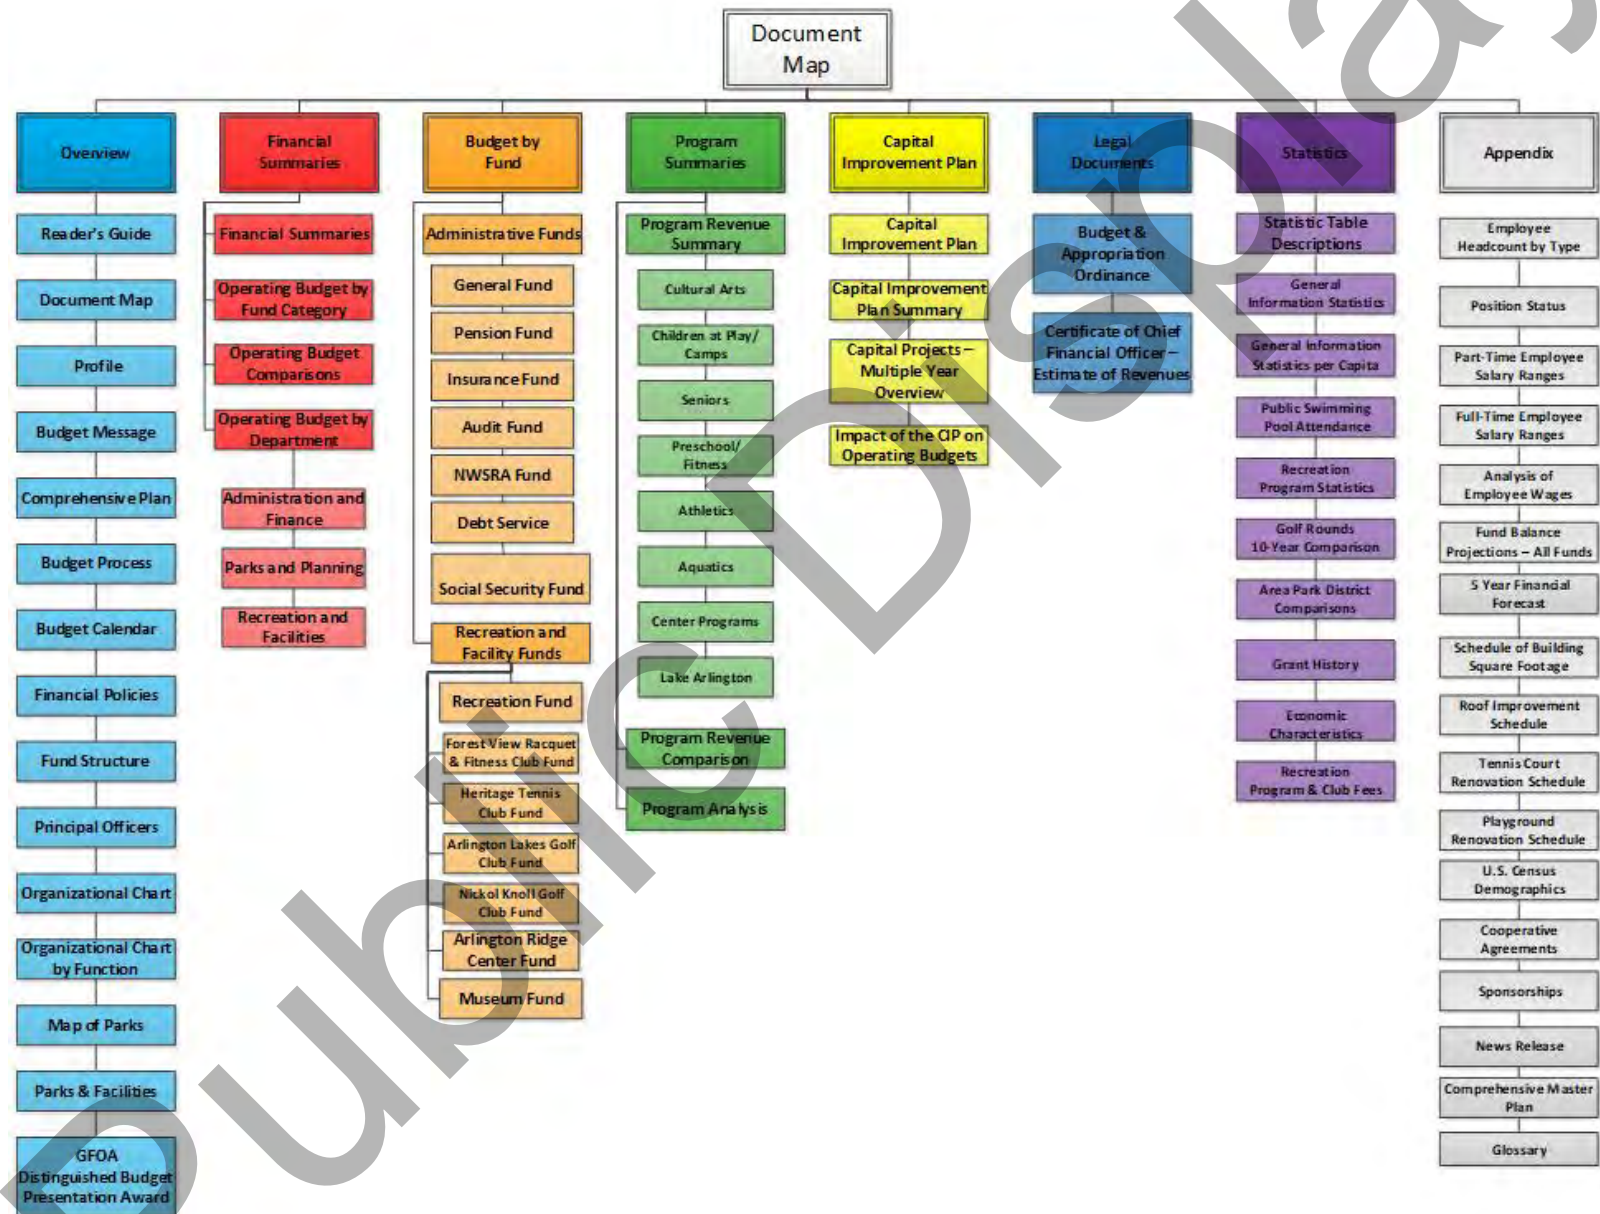 Document
Map
Overview
Reader's Guide
Document Map
Profile
Budget Message
Comprehensive Plan
Budget Process
Budget Calendar
Financial Policies
Fund Structure
Principal Officers
Organizational Chart
Organizational Chart
by Function
Map of Parks
Parks & Facilities
GFOA
Distinguished Budget
Presentation Award
Financial
Summaries
Financial Summaries
Operating Budget by
Fund Category
Operating Budget
Comparisons
Operating Budget by
Department
Administration and
Finance
Parks and Planning
Recreation and
Facilities
Budget by
Fund
Administrative Funds
General Fund
Pension Fund
Insurance Fund
Audit Fund
NWSRA Fund
Debt Service
Social Security Fund
Recreation and
Facility Funds
Recreation Fund
Forest View Racquet
& Fitness Club Fund
Heritage Tennis
Club Fund
Arlington Lakes Golf
Club Fund
Nickol Knoll Golf
Club Fund
Arlington Ridge
Center Fund
Museum Fund
Program
Summaries
Program Revenue
Summary
Cultural Arts
Children at Play/
Camps
Seniors
Preschool/
Fitness
Athletics
Aquatics
Center Programs
Lake Arlington
Program Revenue
Comparison
Program Analysis
Capital
Improvement Plan
Capital
Improvement Plan
Capital Improvement
Plan Summary
Capital Projects –
Multiple Year
Overview
Impact of the CIP on
Operating Budgets
Legal
Documents
Budget &
Appropriation
Ordinance
Certificate of Chief
Financial Officer –
Estimate of Revenues
Statistics
Statistic Table
Descriptions
General
Information Statistics
General Information
Statistics per Capita
Public Swimming
Pool Attendance
Recreation
Program Statistics
Golf Rounds
10-Year Comparison
Area Park District
Comparisons
Grant History
Economic
Characteristics
Recreation
Program & Club Fees
Appendix
Employee
Headcount by Type
Position Status
Part-Time Employee
Salary Ranges
Full-Time Employee
Salary Ranges
Analysis of
Employee Wages
Fund Balance
Projections – All Funds
5 Year Financial
Forecast
Schedule of Building
Square Footage
Roof Improvement
Schedule
Tennis Court
Renovation Schedule
Playground
Renovation Schedule
U.S. Census
Demographics
Cooperative
Agreements
Sponsorships
News Release
Comprehensive Master
Plan
Glossary
Public Display